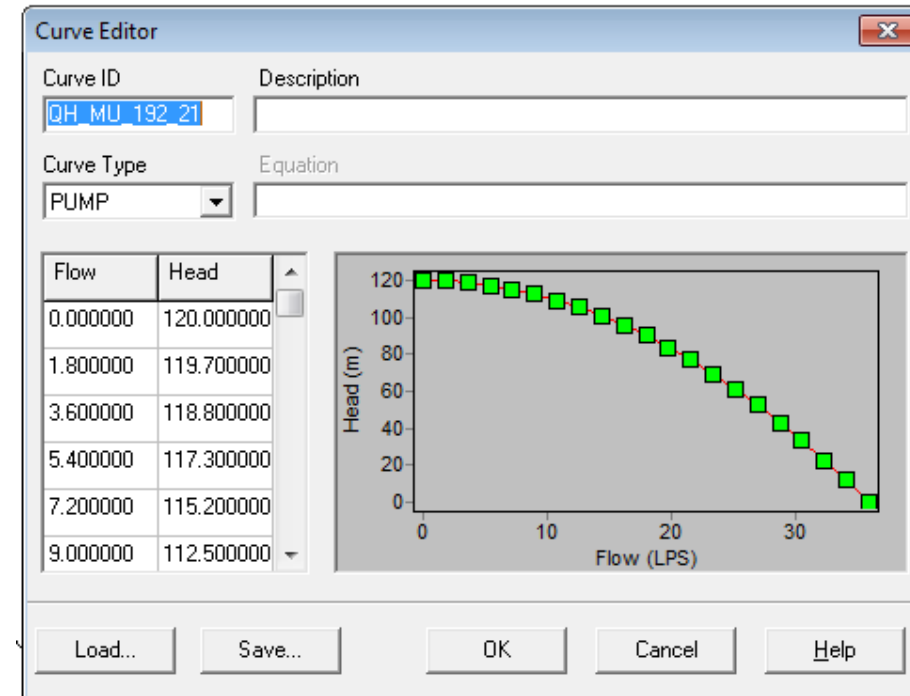 Curve Editor
Curve ID Description
QH_MU_192_21
Curve Type Equation
PUMP
Flow Head
0.000000 120.000000
1.800000 119.700000
3.600000 118.800000
5.400000 117.300000
7.200000 115.200000
9.000000 112.500000
120
100
80
60
40
20
0
Head (m)
0 10 20 30
Flow (LPS)
Load... Save... OK Cancel Help